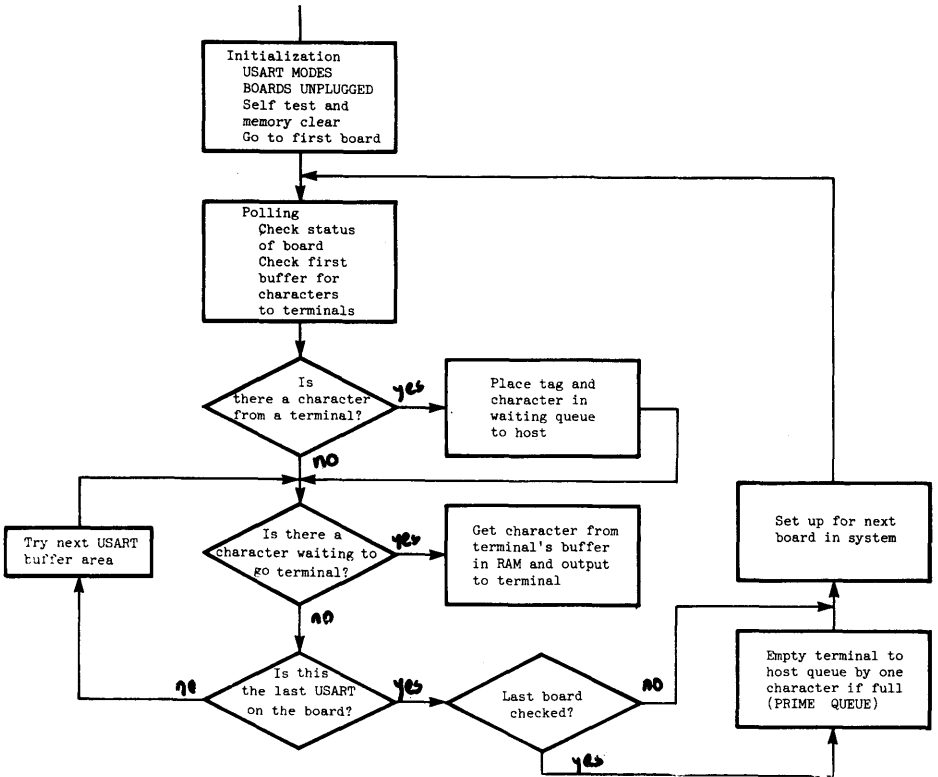 Initialization
USART MODES
BOARDS UNPLUGGED
Self test and
memory clear
Go to first board
Polling
Check status
of board
Check first
buffer for
characters
to terminals
Is
there a character
from a terminal?
yes
Place tag and
character in
waiting queue
to host
no
Try next USART
buffer area
Is there a
character waiting to
go terminal?
yes
Get character from
terminal's buffer
in RAM and output
to terminal
Set up for next
board in system
no
Is this
the last USART
on the board?
no
yes
Last board
checked?
no
Empty terminal to
host queue by one
character if full
(PRIME QUEUE)
yes